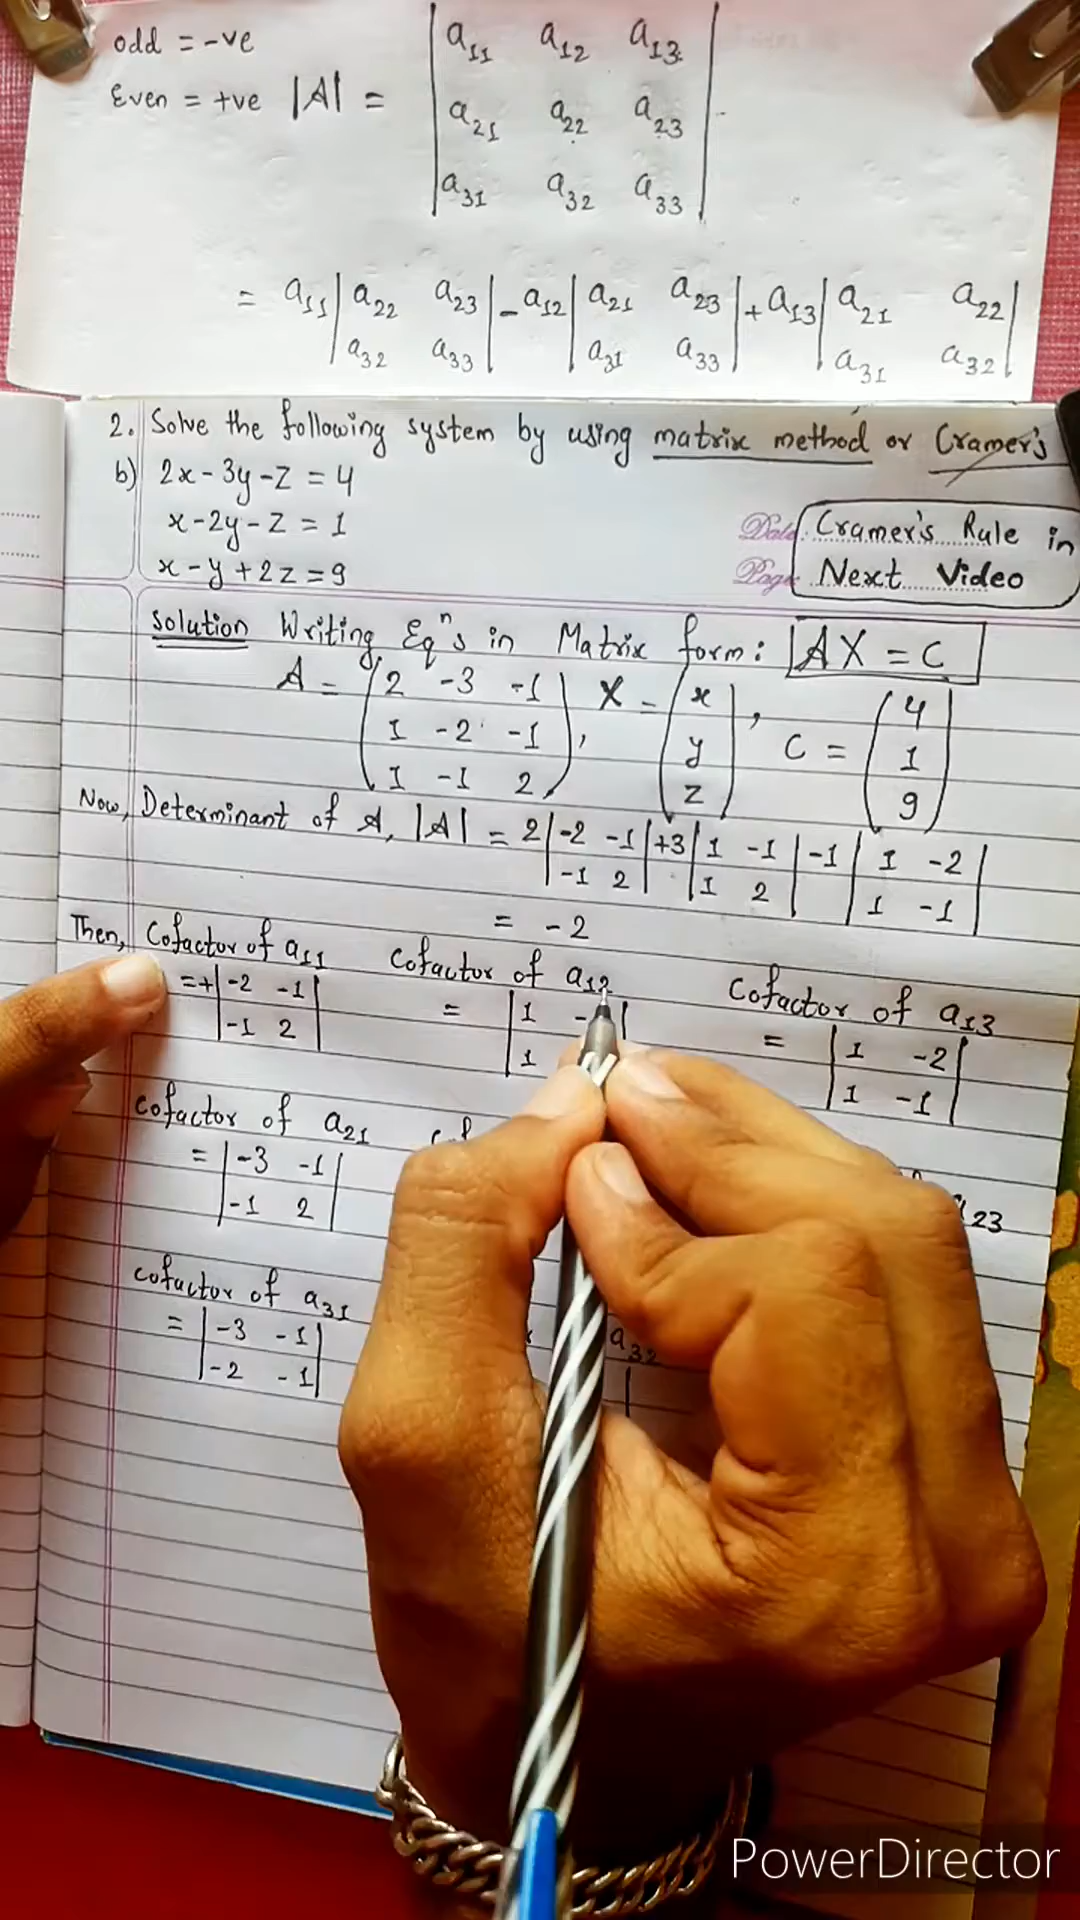 odd = -ve
Even = +ve |A| =
a11 a12 a13
a21 a22 a23
a31 a32 a33
= a11 | a22 a23 | - a12 | a21 a23 | + a13 | a21 a22 |
a32 a33 a31 a33 a31 a32
2. Solve the following system by using matrix method or Cramer's
b) 2x - 3y - z = 4
x - 2y - z = 1
x - y + 2z = 9
Date.
Page
Cramer's Rule in
Next Video
Solution Writing Eqn's in Matrix form: AX = C
A = ( 2 -3 -1 ), X = ( x ), C = ( 4 )
1 -2 -1 y 1
1 -1 2 z 9
Now, Determinant of A, |A| = 2 | -2 -1 | +3 | 1 -1 | -1 | 1 -2 |
-1 2 1 2 1 -1
= -2
Then, Cofactor of a11 Cofactor of a12 Cofactor of a13
= + | -2 -1 | = | 1 - | = | 1 -2 |
-1 2 1 1 -1
cofactor of a21
23
= | -3 -1 |
-1 2
cofactor of a31
a32
= | -3 -1 |
-2 -1
PowerDirector